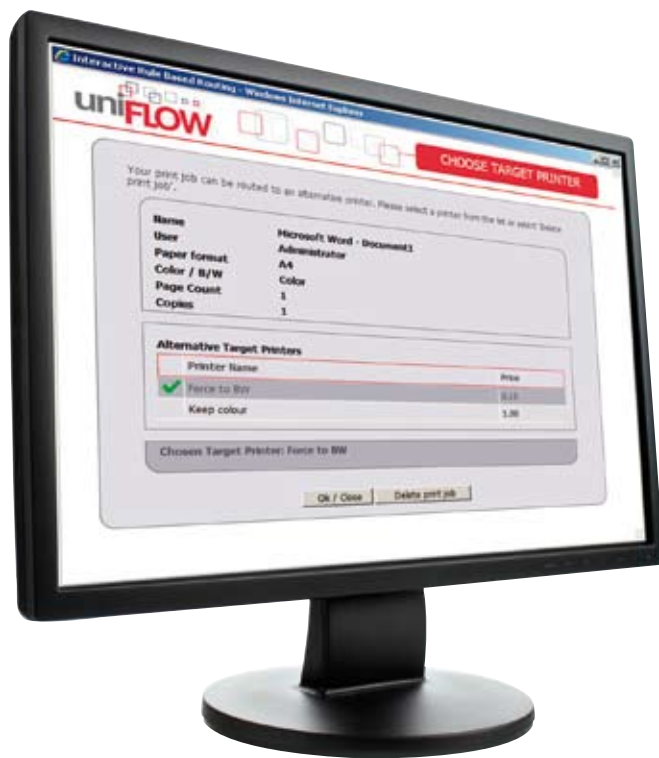 Interactive Rule Based Routing - Windows Internet Explorer
uniFLOW
CHOOSE TARGET PRINTER
Your print job can be routed to an alternative printer. Please select a printer from the list or select 'Delete
print job'.
Name Microsoft Word - Document1
User Administrator
Paper format A4
Color / B/W Color
Page Count 1
Copies 1
Alternative Target Printers
Printer Name Price
Force to BW
Keep colour 1.00
Chosen Target Printer: Force to BW
Ok / Close Delete print job